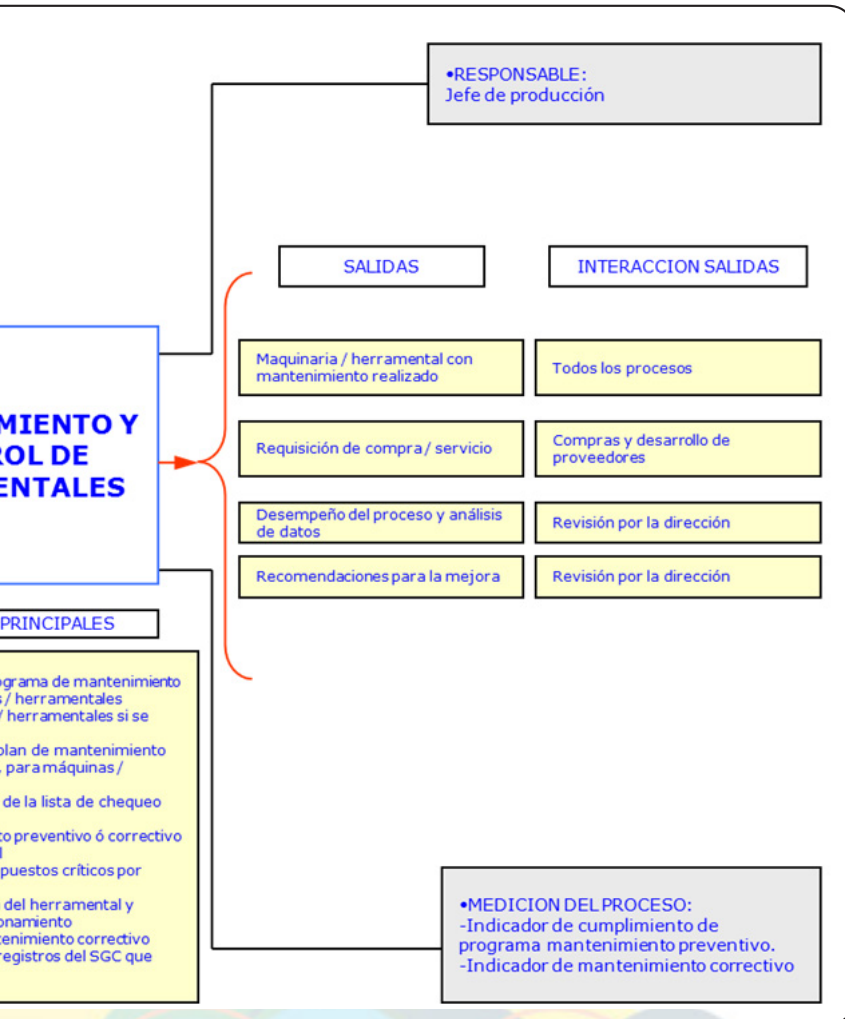 •RESPONSABLE:
Jefe de producción
SALIDAS
INTERACCION SALIDAS
Maquinaria / herramental con
mantenimiento realizado
Todos los procesos
MIENTO Y
ROL DE
ENTALES
Requisición de compra / servicio
Compras y desarrollo de
proveedores
Desempeño del proceso y análisis
de datos
Revisión por la dirección
Recomendaciones para la mejora
Revisión por la dirección
PRINCIPALES
ograma de mantenimiento
s / herramentales
/ herramentales si se
plan de mantenimiento
. para máquinas /
de la lista de chequeo
to preventivo ó correctivo
puestos críticos por
del herramental y
onamiento
tenimiento correctivo
registros del SGC que
•MEDICION DEL PROCESO:
-Indicador de cumplimiento de
programa mantenimiento preventivo.
-Indicador de mantenimiento correctivo